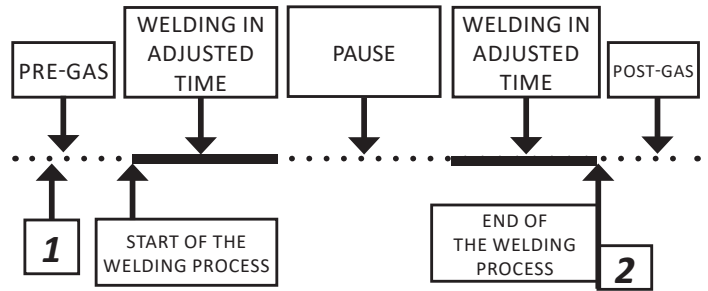 PRE-GAS
WELDING IN
ADJUSTED
TIME
PAUSE
WELDING IN
ADJUSTED
TIME
POST-GAS
1
START OF THE
WELDING PROCESS
END OF
THE WELDING
PROCESS
2